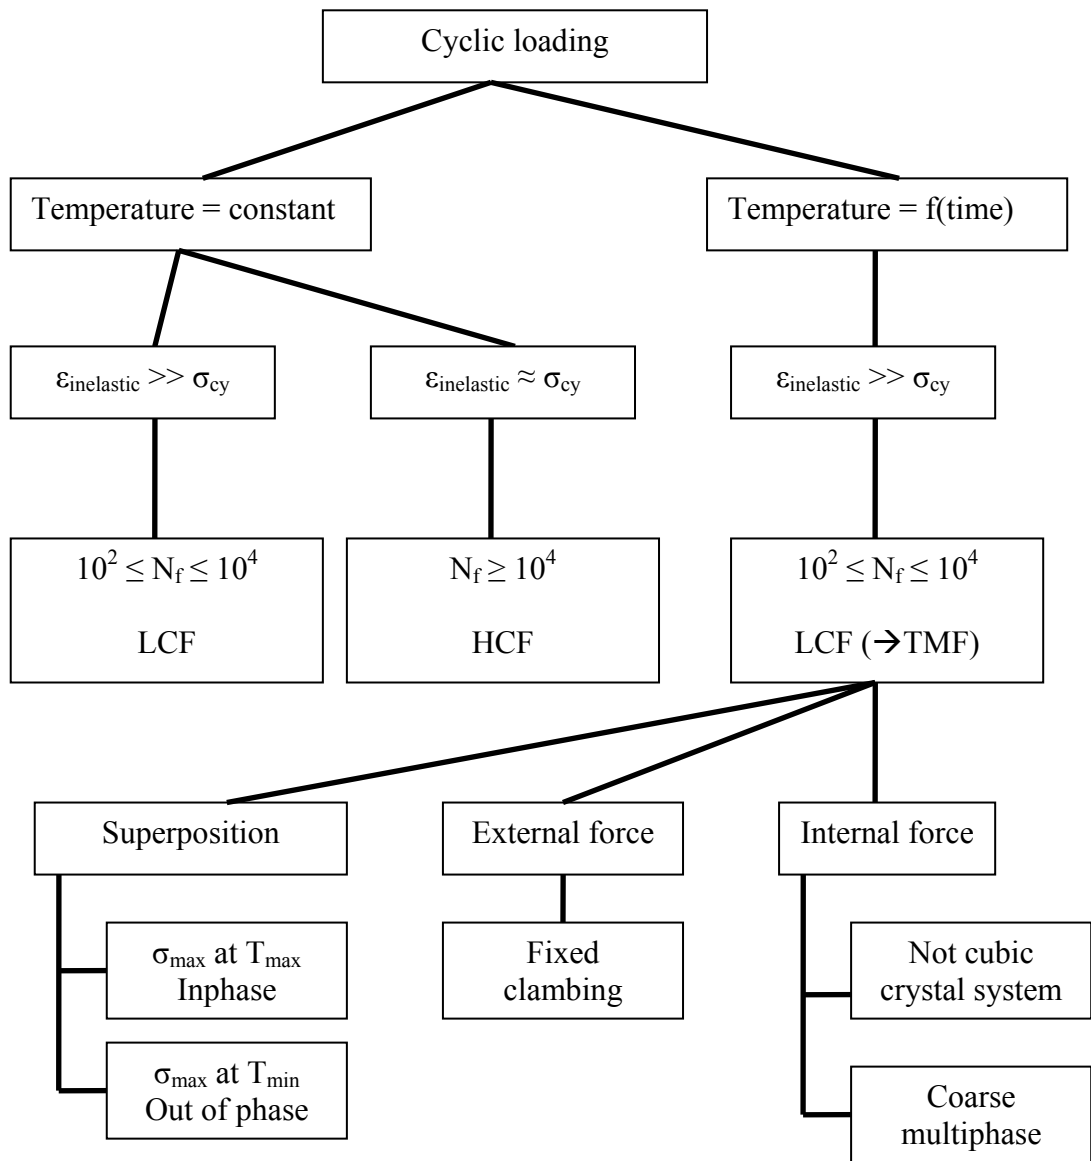 Cyclic loading
Temperature = constant
Temperature = f(time)
εinelastic >> σcy
εinelastic ≈ σcy
εinelastic >> σcy
10² ≤ Nf ≤ 10⁴
LCF
Nf ≥ 10⁴
HCF
10² ≤ Nf ≤ 10⁴
LCF (→TMF)
Superposition
External force
Internal force
σmax at Tmax
Inphase
σmax at Tmin
Out of phase
Fixed
clambing
Not cubic
crystal system
Coarse
multiphase